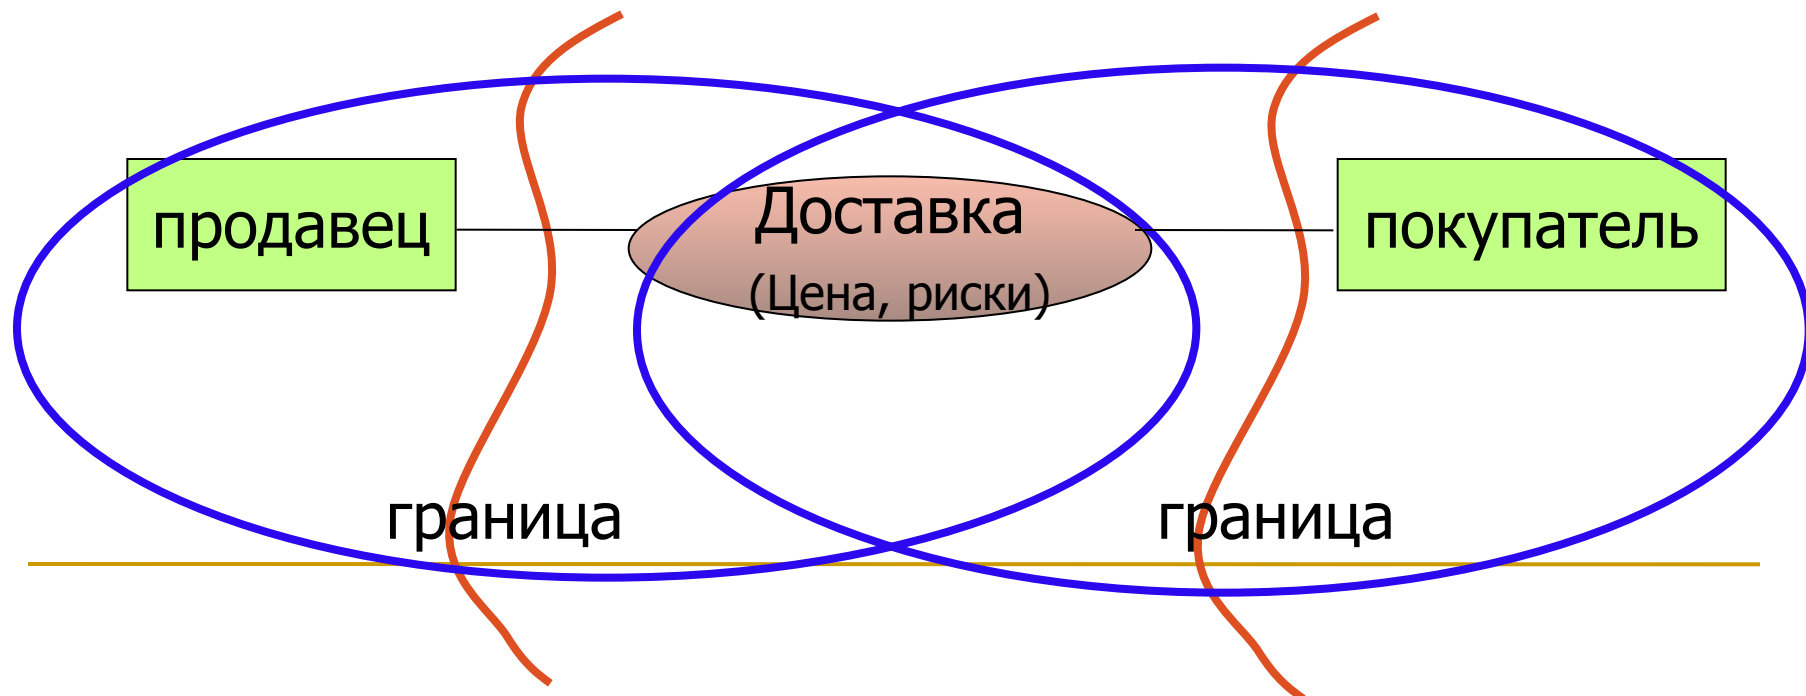 продавец
Доставка
(Цена, риски)
покупатель
граница
граница